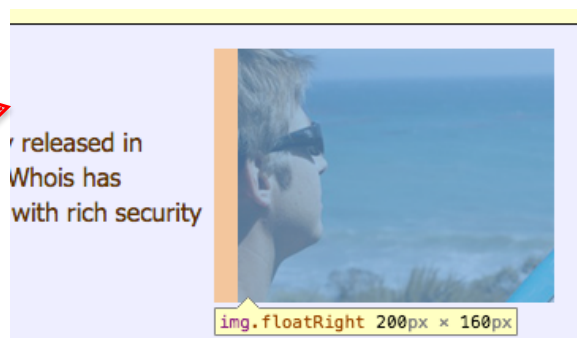 released in
Whois has
with rich security
img.floatRight 200px × 160px